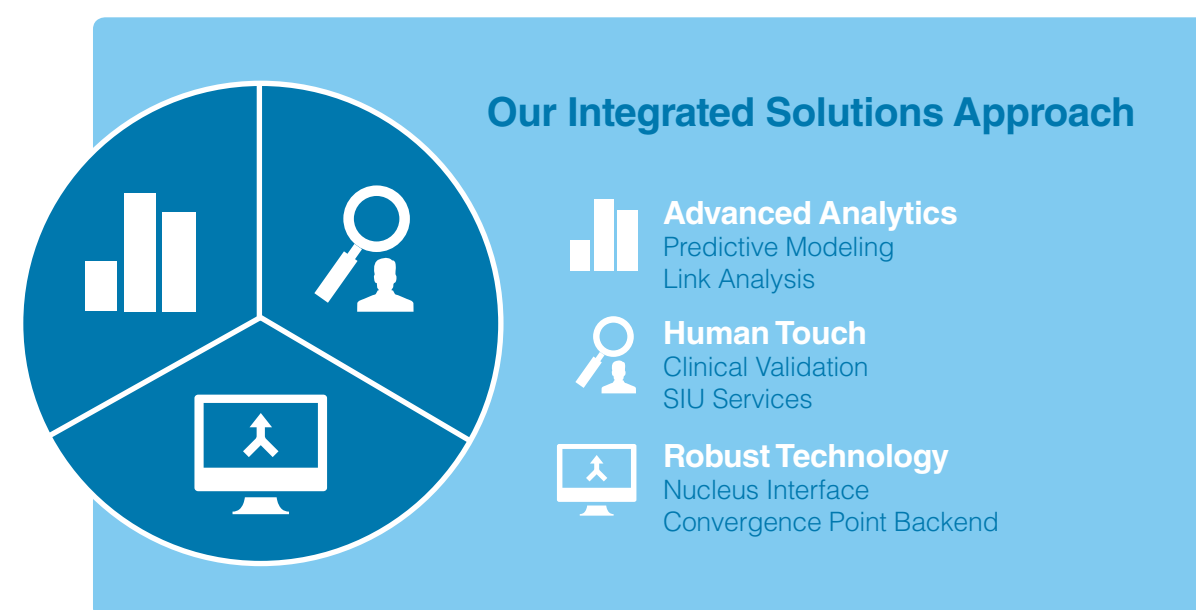 Our Integrated Solutions Approach
Advanced Analytics
Predictive Modeling
Link Analysis
Human Touch
Clinical Validation
SIU Services
Robust Technology
Nucleus Interface
Convergence Point Backend